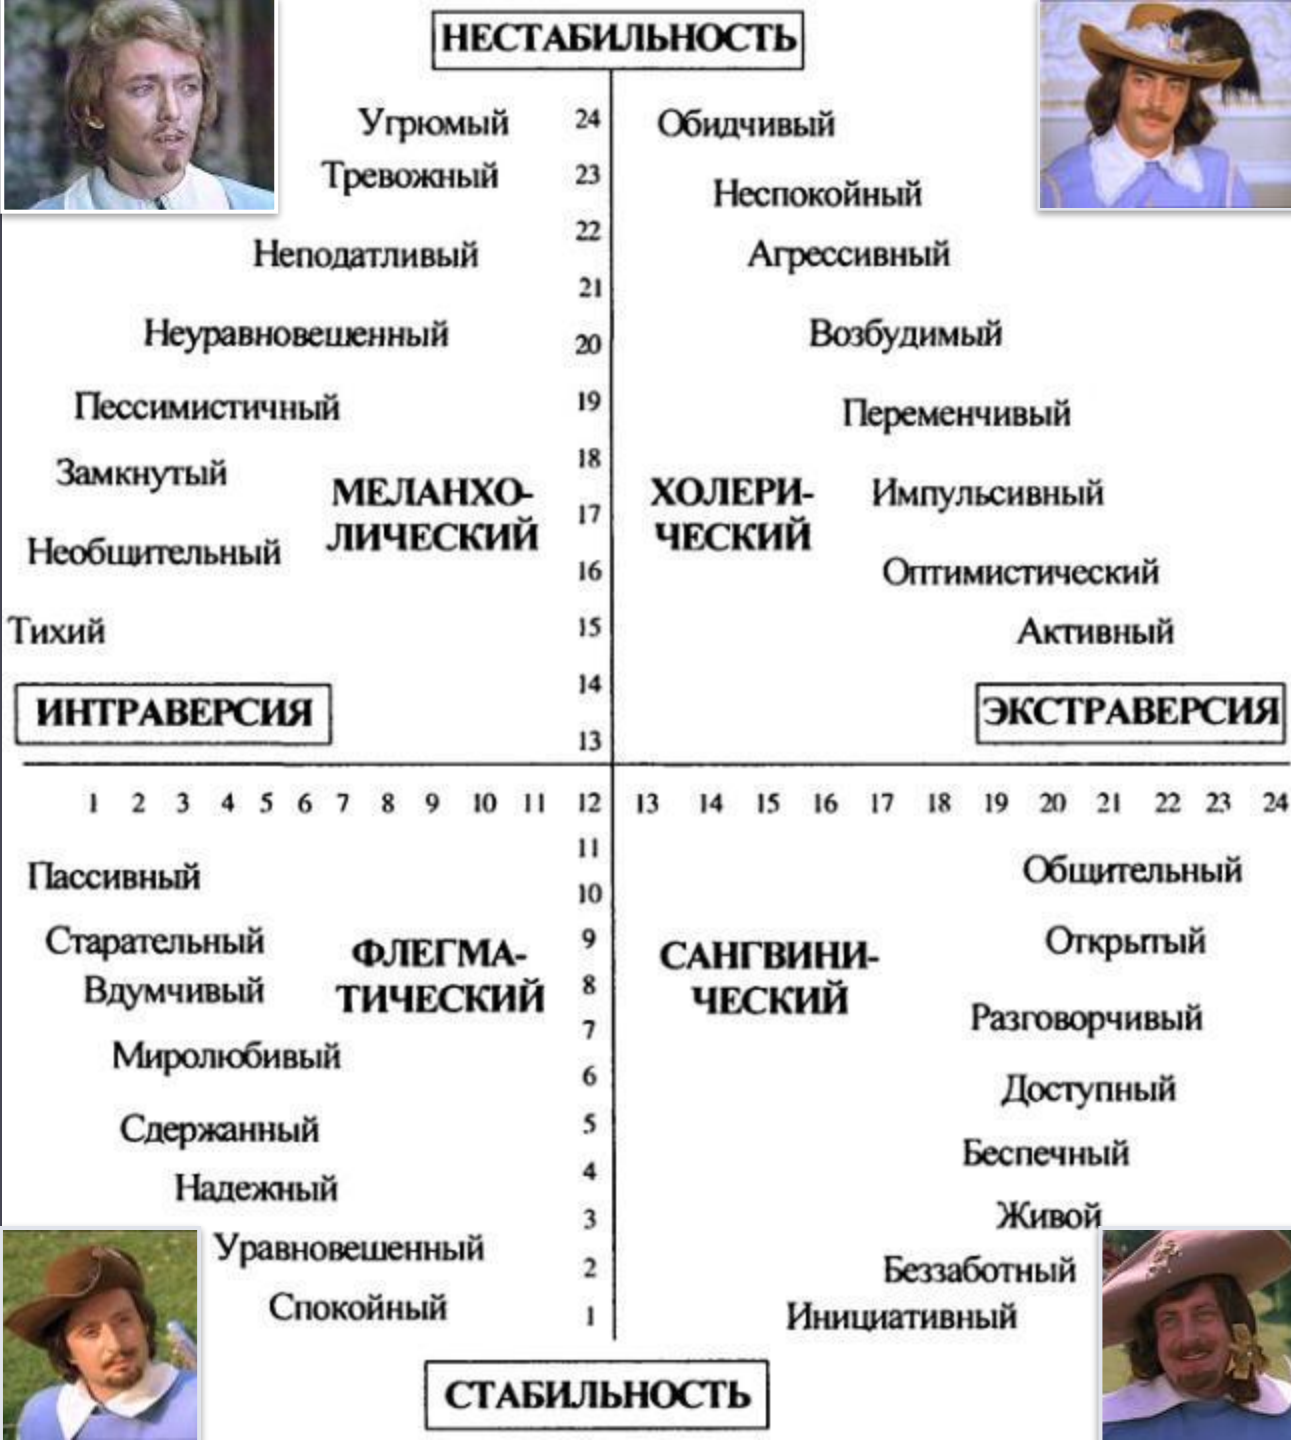 НЕСТАБИЛЬНОСТЬ
Угрюмый 24 Обидчивый
Тревожный 23
Неспокойный
22
Неподатливый Агрессивный
21
Неуравновешенный 20 Возбудимый
Пессимистичный 19 Переменчивый
18
Замкнутый
МЕЛАНХО- ХОЛЕРИ- Импульсивный
17
ЛИЧЕСКИЙ ЧЕСКИЙ
Необщительный 16 Оптимистический
Тихий 15 Активный
14
ИНТРАВЕРСИЯ ЭКСТРАВЕРСИЯ
13
1 2 3 4 5 6 7 8 9 10 11 12 13 14 15 16 17 18 19 20 21 22 23 24
11
Пассивный Общительный
10
Старательный 9 Открытый
ФЛЕГМА- САНГВИНИ-
Вдумчивый 8
ТИЧЕСКИЙ ЧЕСКИЙ
7 Разговорчивый
Миролюбивый
6 Доступный
Сдержанный 5
Беспечный
4
Надежный
3 Живой
Уравновешенный
2 Беззаботный
Спокойный 1 Инициативный
СТАБИЛЬНОСТЬ